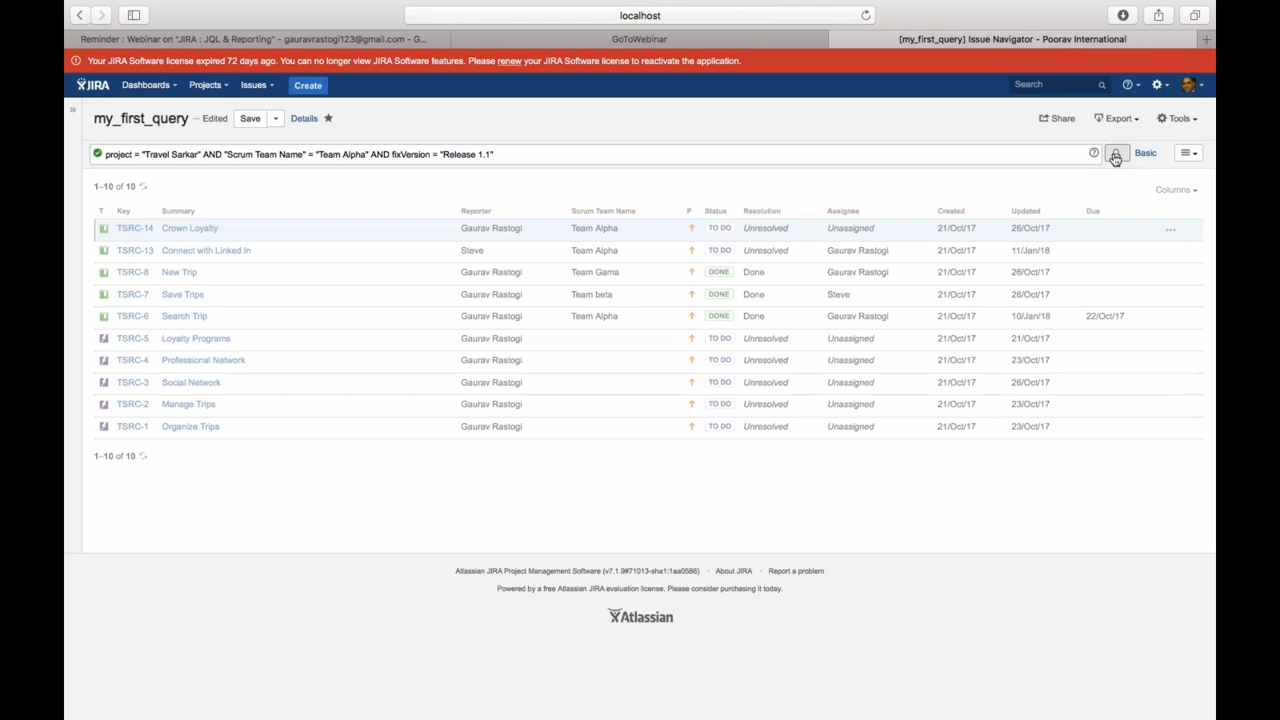 localhost
Reminder : Webinar on "JIRA : JQL & Reporting" - gauravrastogi123@gmail.com - G...
GoToWebinar
[my_first_query] Issue Navigator - Poorav International
Your JIRA Software license expired 72 days ago. You can no longer view JIRA Software features. Please renew your JIRA Software license to reactivate the application.
JIRA Dashboards Projects Issues Create Search
my_first_query — Edited Save Details Share Export Tools
project = "Travel Sarkar" AND "Scrum Team Name" = "Team Alpha" AND fixVersion = "Release 1.1" Basic
1–10 of 10
Columns
T Key Summary Reporter Scrum Team Name P Status Resolution Assignee Created Updated Due
TSRC-14 Crown Loyalty Gaurav Rastogi Team Alpha TO DO Unresolved Unassigned 21/Oct/17 26/Oct/17 ...
TSRC-13 Connect with Linked In Steve Team Alpha TO DO Unresolved Gaurav Rastogi 21/Oct/17 11/Jan/18
TSRC-8 New Trip Gaurav Rastogi Team Gama DONE Done Gaurav Rastogi 21/Oct/17 26/Oct/17
TSRC-7 Save Trips Gaurav Rastogi Team beta DONE Done Steve 21/Oct/17 26/Oct/17
TSRC-6 Search Trip Gaurav Rastogi Team Alpha DONE Done Gaurav Rastogi 21/Oct/17 10/Jan/18 22/Oct/17
TSRC-5 Loyalty Programs Gaurav Rastogi TO DO Unresolved Unassigned 21/Oct/17 21/Oct/17
TSRC-4 Professional Network Gaurav Rastogi TO DO Unresolved Unassigned 21/Oct/17 23/Oct/17
TSRC-3 Social Network Gaurav Rastogi TO DO Unresolved Unassigned 21/Oct/17 26/Oct/17
TSRC-2 Manage Trips Gaurav Rastogi TO DO Unresolved Unassigned 21/Oct/17 23/Oct/17
TSRC-1 Organize Trips Gaurav Rastogi TO DO Unresolved Unassigned 21/Oct/17 23/Oct/17
1–10 of 10
Atlassian JIRA Project Management Software (v7.1.9#71013-sha1:1aa0586) · About JIRA · Report a problem
Powered by a free Atlassian JIRA evaluation license. Please consider purchasing it today.
Atlassian